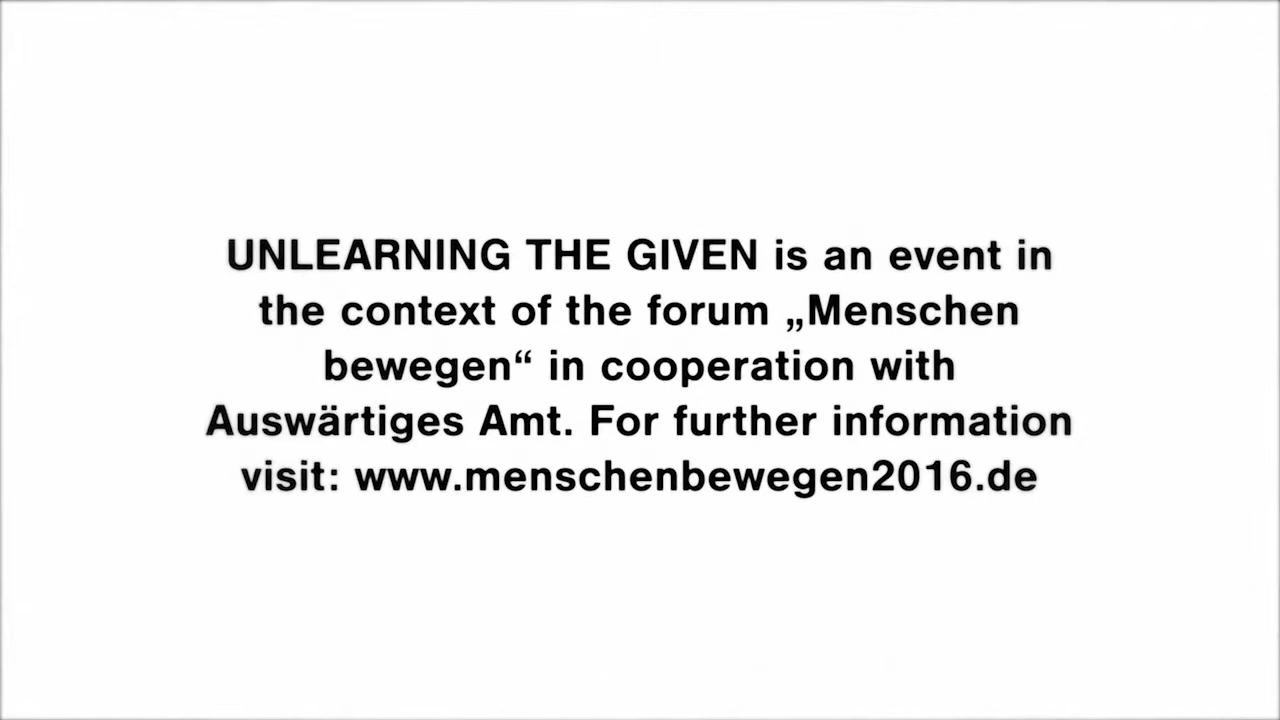 UNLEARNING THE GIVEN is an event in
the context of the forum „Menschen
bewegen“ in cooperation with
Auswärtiges Amt. For further information
visit: www.menschenbewegen2016.de